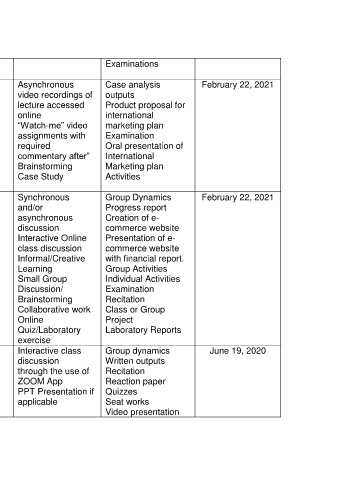 Examinations
Asynchronous
video recordings of
lecture accessed
online
“Watch-me” video
assignments with
required
commentary after”
Brainstorming
Case Study
Case analysis
outputs
Product proposal for
international
marketing plan
Examination
Oral presentation of
International
Marketing plan
Activities
February 22, 2021
Synchronous
and/or
asynchronous
discussion
Interactive Online
class discussion
Informal/Creative
Learning
Small Group
Discussion/
Brainstorming
Collaborative work
Online
Quiz/Laboratory
exercise
Group Dynamics
Progress report
Creation of e-
commerce website
Presentation of e-
commerce website
with financial report.
Group Activities
Individual Activities
Examination
Recitation
Class or Group
Project
Laboratory Reports
February 22, 2021
Interactive class
discussion
through the use of
ZOOM App
PPT Presentation if
applicable
Group dynamics
Written outputs
Recitation
Reaction paper
Quizzes
Seat works
Video presentation
June 19, 2020